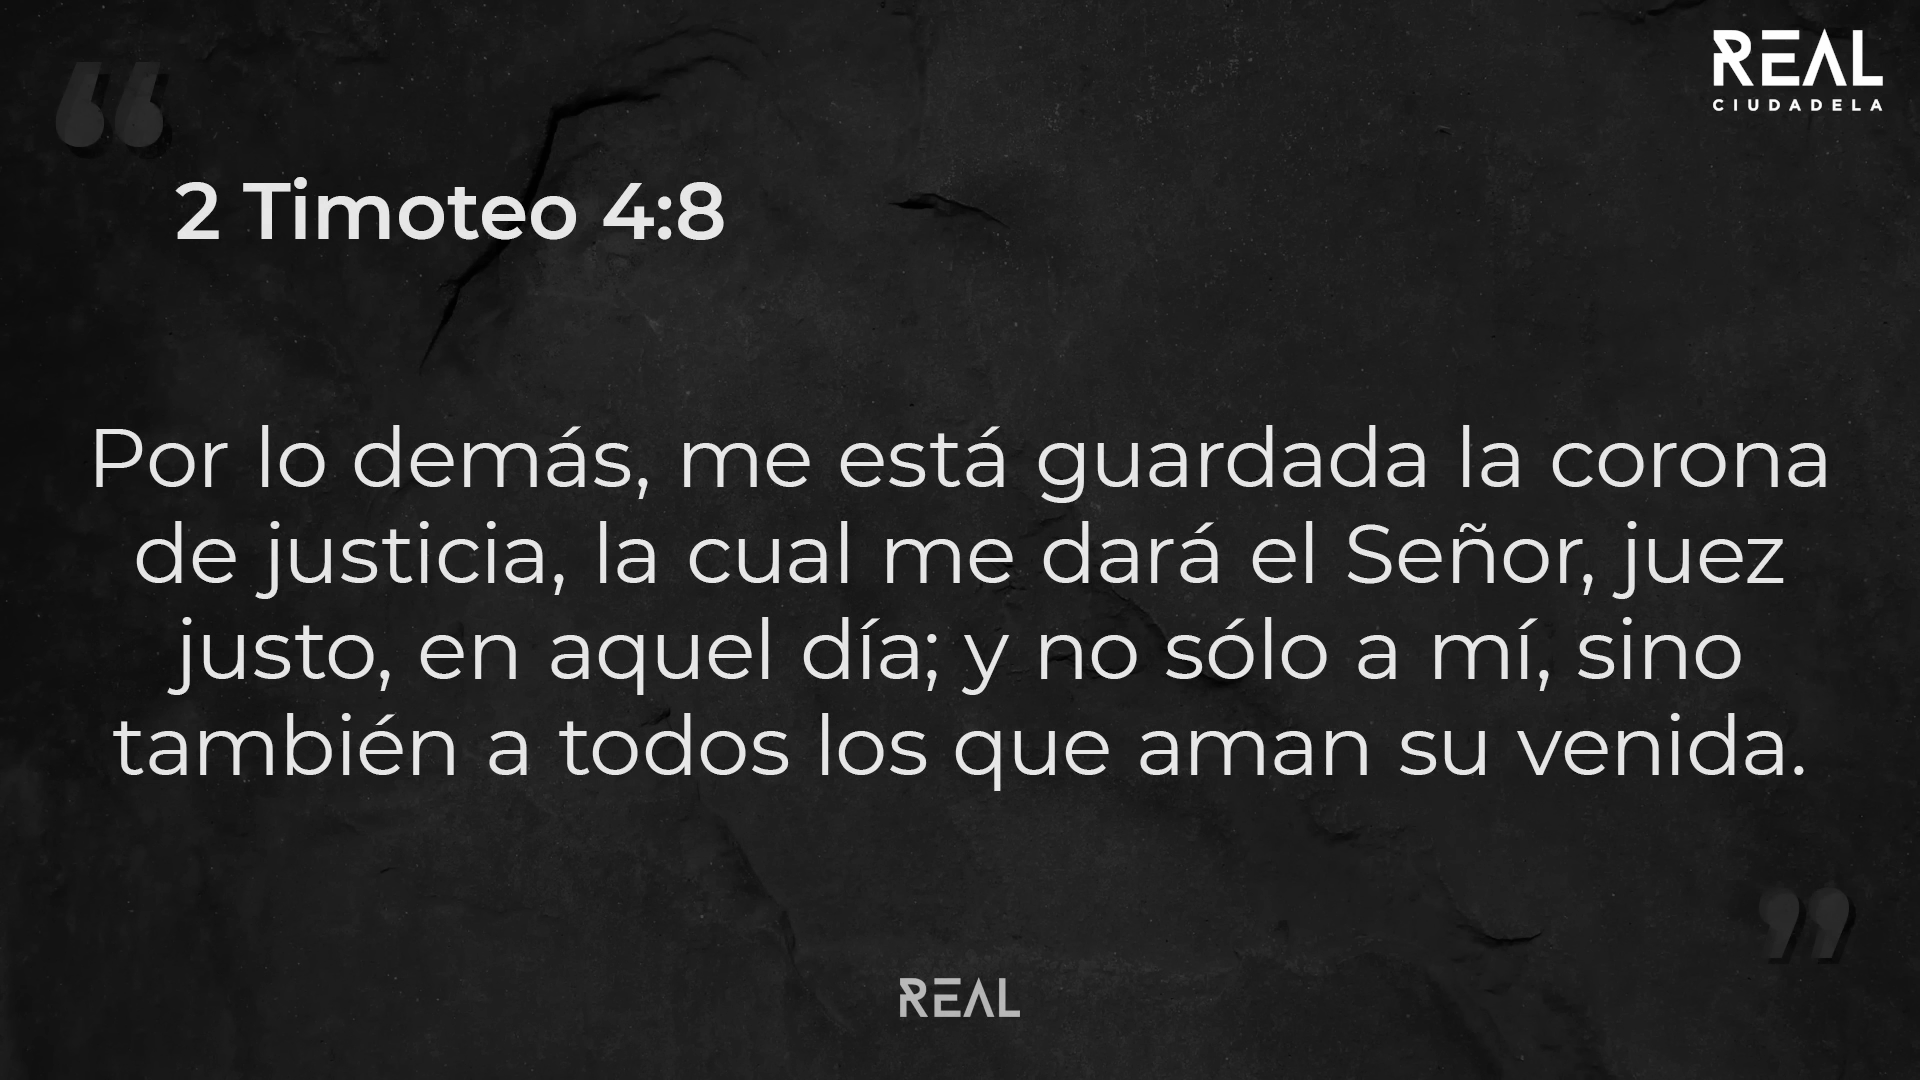 REAL
CIUDADELA
“
2 Timoteo 4:8
Por lo demás, me está guardada la corona
de justicia, la cual me dará el Señor, juez
justo, en aquel día; y no sólo a mí, sino
también a todos los que aman su venida.
”
REAL